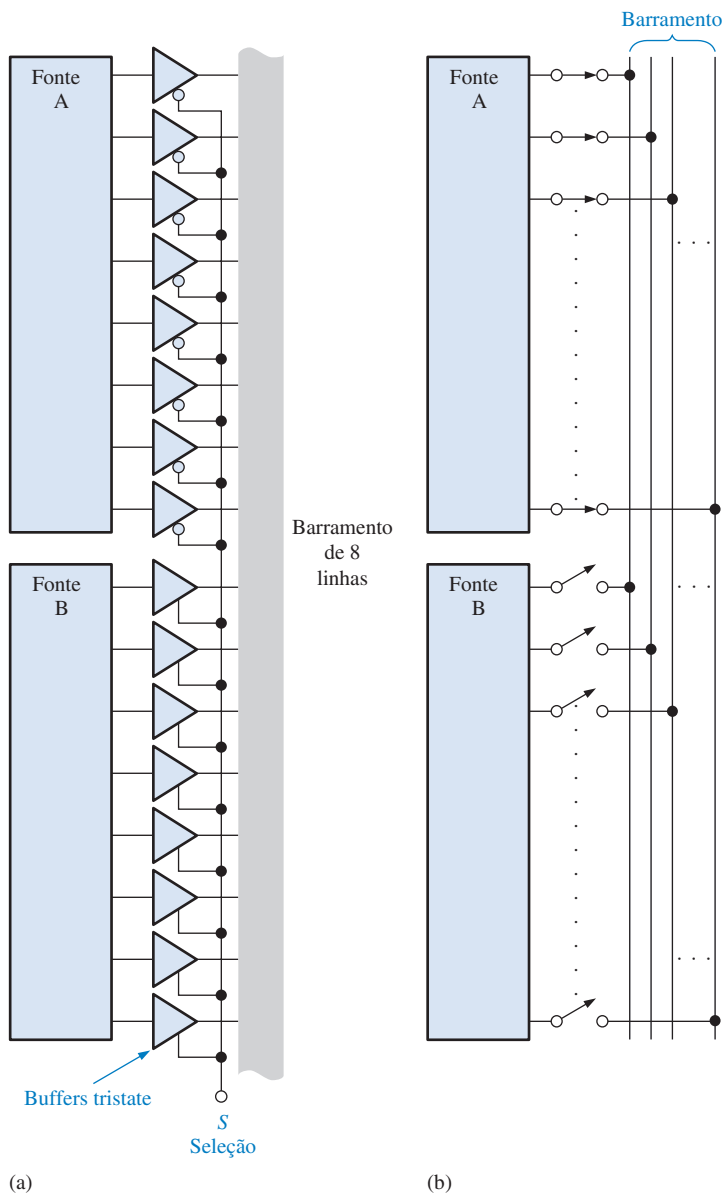 Barramento
Fonte
A
Fonte
A
Barramento
de 8
linhas
Fonte
B
Fonte
B
Buffers tristate
S
Seleção
(a)
(b)